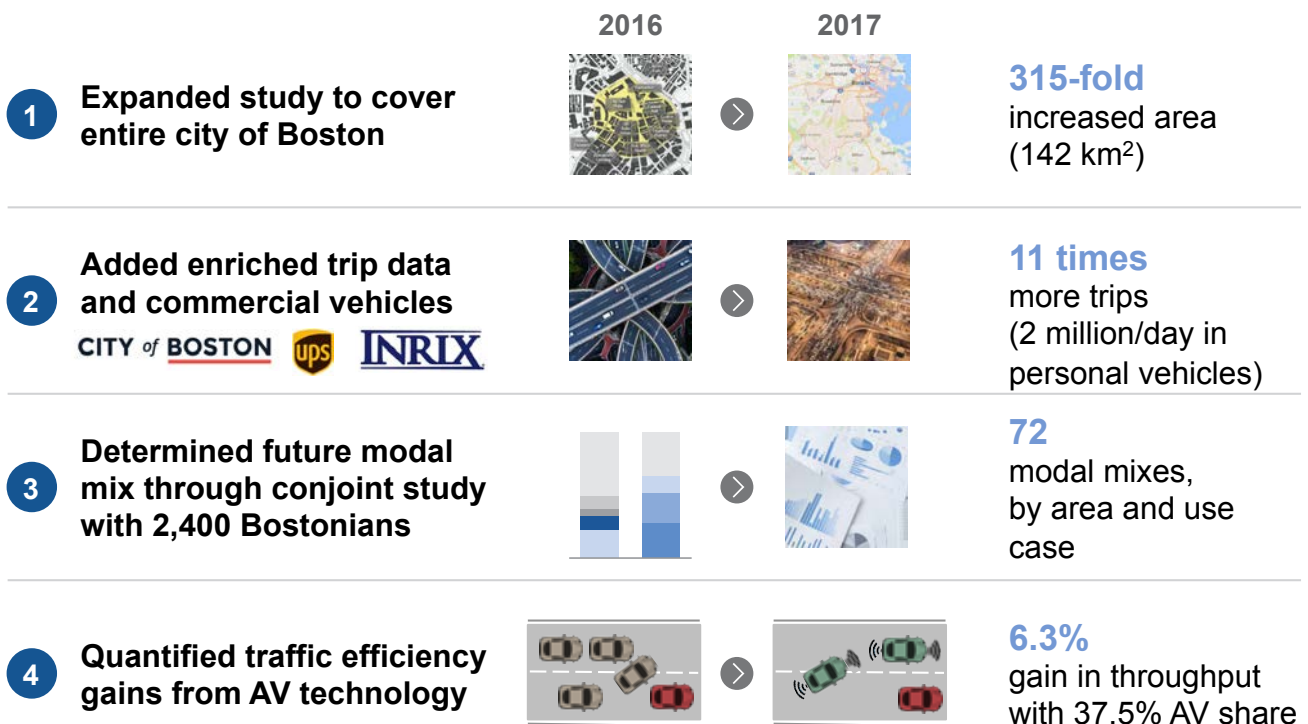 2016
2017
1
Expanded study to cover
entire city of Boston
315-fold
increased area
(142 km²)
2
Added enriched trip data
and commercial vehicles
CITY of BOSTON
ups
INRIX
11 times
more trips
(2 million/day in
personal vehicles)
3
Determined future modal
mix through conjoint study
with 2,400 Bostonians
72
modal mixes,
by area and use
case
4
Quantified traffic efficiency
gains from AV technology
6.3%
gain in throughput
with 37.5% AV share